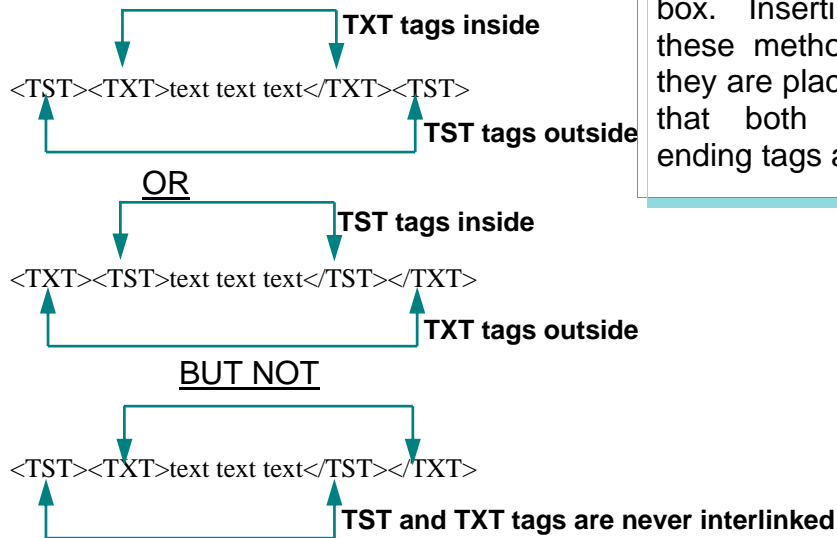 TXT tags inside
<TST><TXT>text text text</TXT><TST>
TST tags outside
OR
TST tags inside
<TXT><TST>text text text</TST></TXT>
TXT tags outside
BUT NOT
<TST><TXT>text text text</TST></TXT>
TST and TXT tags are never interlinked
box.
these
they are
that both
ending tags